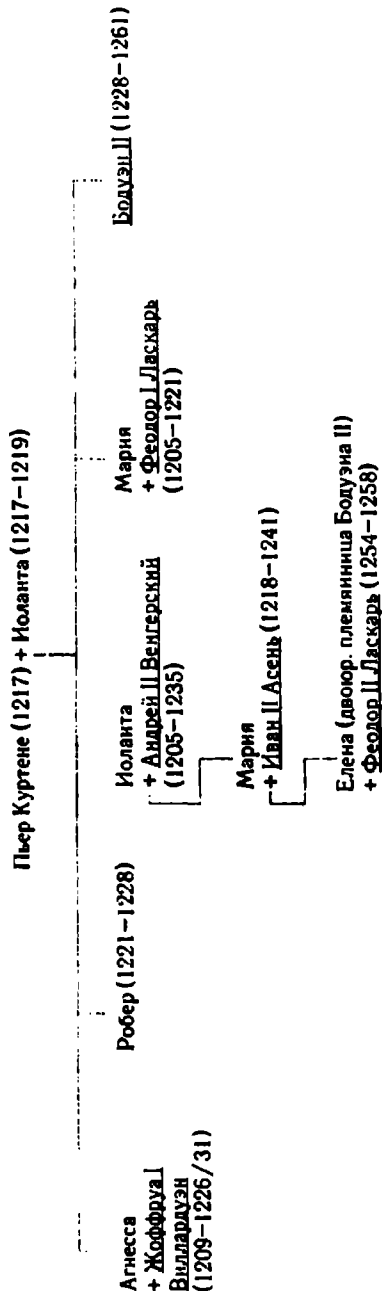 Пьер Куртене (1217) + Иоланта (1217–1219)
Агнесса
+ Жоффруа I
Виллардуэн
(1209–1226/31)
Робер (1221–1228)
Иоланта
+ Андрей II Венгерский
(1205–1235)
Мария
+ Феодор I Ласкарь
(1205–1221)
Бодуэн II (1228–1261)
Мария
+ Иван II Асень (1218–1241)
Елена (двоюр. племянница Бодуэна II)
+ Феодор II Ласкарь (1254–1258)